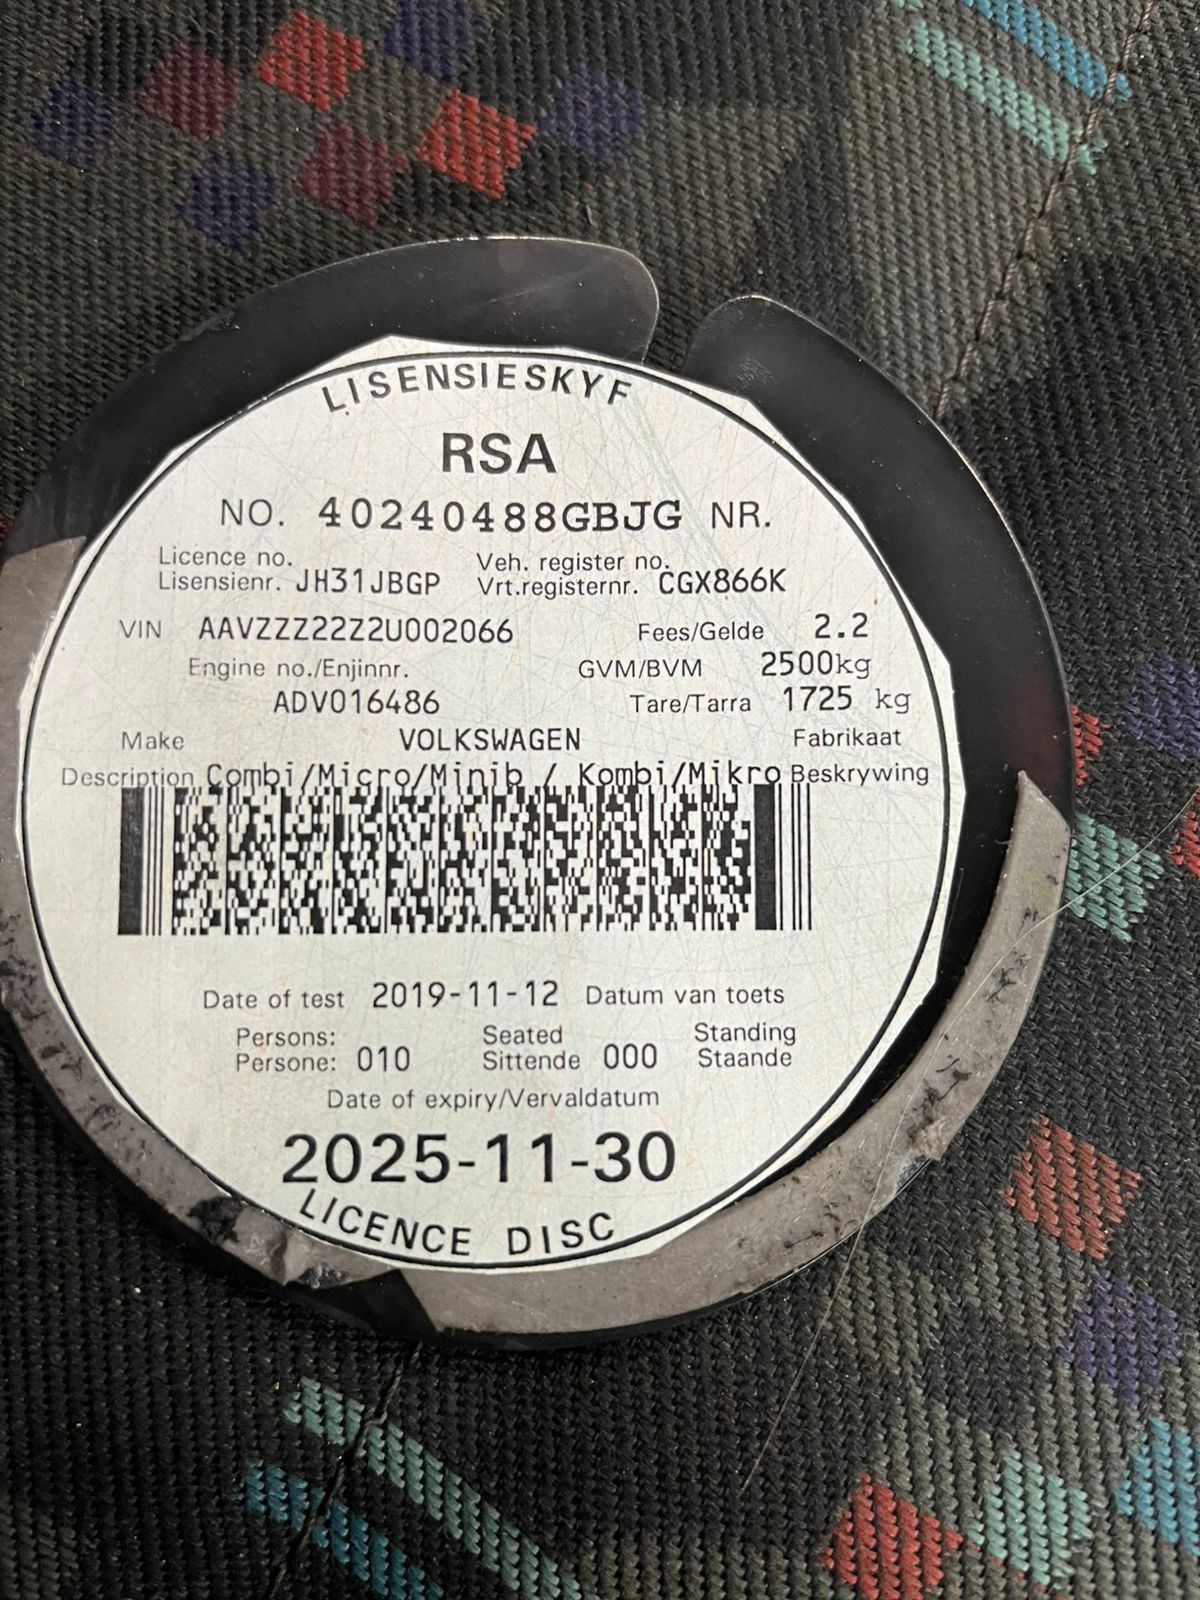 LISENSIESKYF
RSA
NO. 40240488GBJG NR.
Licence no. Veh. register no.
Lisensienr. JH31JBGP Vrt.registernr. CGX866K
VIN AAVZZZ22Z2U002066 Fees/Gelde 2.2
Engine no./Enjinnr. GVM/BVM 2500kg
ADV016486 Tare/Tarra 1725 kg
Make VOLKSWAGEN Fabrikaat
Description Combi/Micro/Minib / Kombi/Mikro Beskrywing
Date of test 2019-11-12 Datum van toets
Persons: Seated Standing
Persone: 010 Sittende 000 Staande
Date of expiry/Vervaldatum
2025-11-30
LICENCE DISC